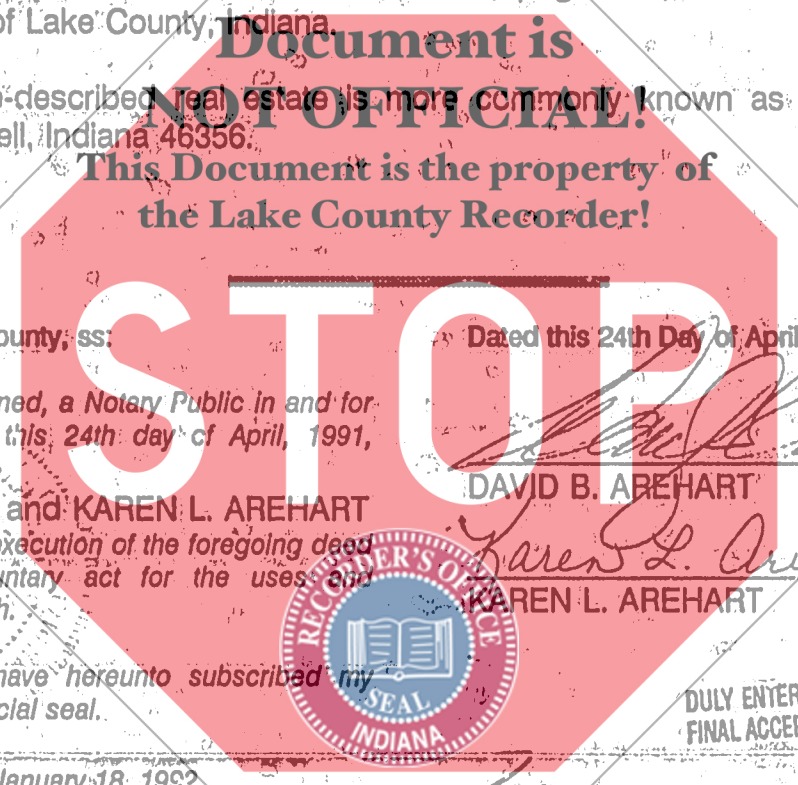 of Lake County, Indiana.
Document is
-described real estate is more commonly known as
NOT OFFICIAL!
ell, Indiana 46356.
This Document is the property of
the Lake County Recorder!
STOP
ounty, ss:
Dated this 24th Day of April
ned, a Notary Public in and for
this 24th day of April, 1991,
DAVID B. AREHART
and KAREN L. AREHART
execution of the foregoing deed
Karen L. Are
untary act for the uses and
KAREN L. AREHART
h.
RECORDER'S OFFICE
SEAL
INDIANA
have hereunto subscribed my
cial seal.
DULY ENTER
FINAL ACCEP
January 18, 1992